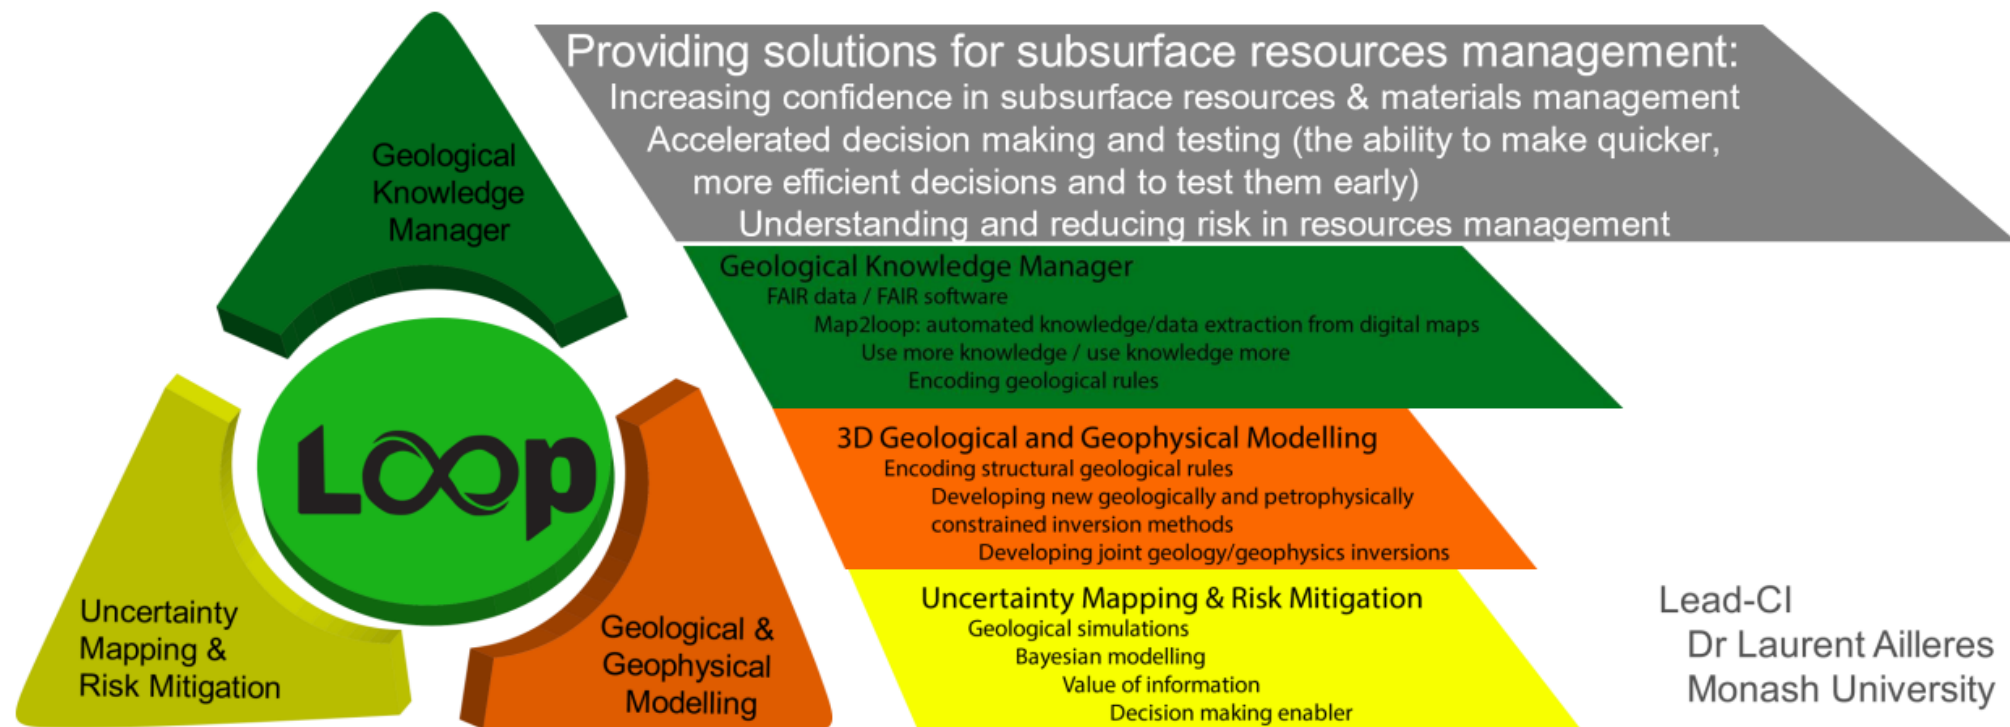 Geological
Knowledge
Manager
Loop
Uncertainty
Mapping &
Risk Mitigation
Geological &
Geophysical
Modelling
Providing solutions for subsurface resources management:
Increasing confidence in subsurface resources & materials management
Accelerated decision making and testing (the ability to make quicker,
more efficient decisions and to test them early)
Understanding and reducing risk in resources management
Geological Knowledge Manager
FAIR data / FAIR software
Map2loop: automated knowledge/data extraction from digital maps
Use more knowledge / use knowledge more
Encoding geological rules
3D Geological and Geophysical Modelling
Encoding structural geological rules
Developing new geologically and petrophysically
constrained inversion methods
Developing joint geology/geophysics inversions
Uncertainty Mapping & Risk Mitigation
Geological simulations
Bayesian modelling
Value of information
Decision making enabler
Lead-CI
Dr Laurent Ailleres
Monash University